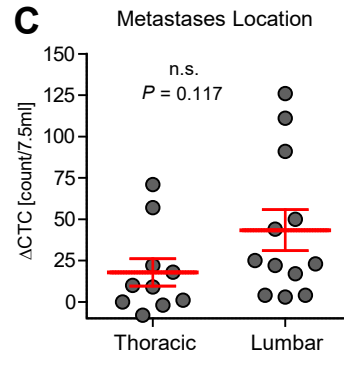 C
Metastases Location
150
125
100
75
50
25
0
ΔCTC [count/7.5ml]
n.s.
P = 0.117
Thoracic
Lumbar